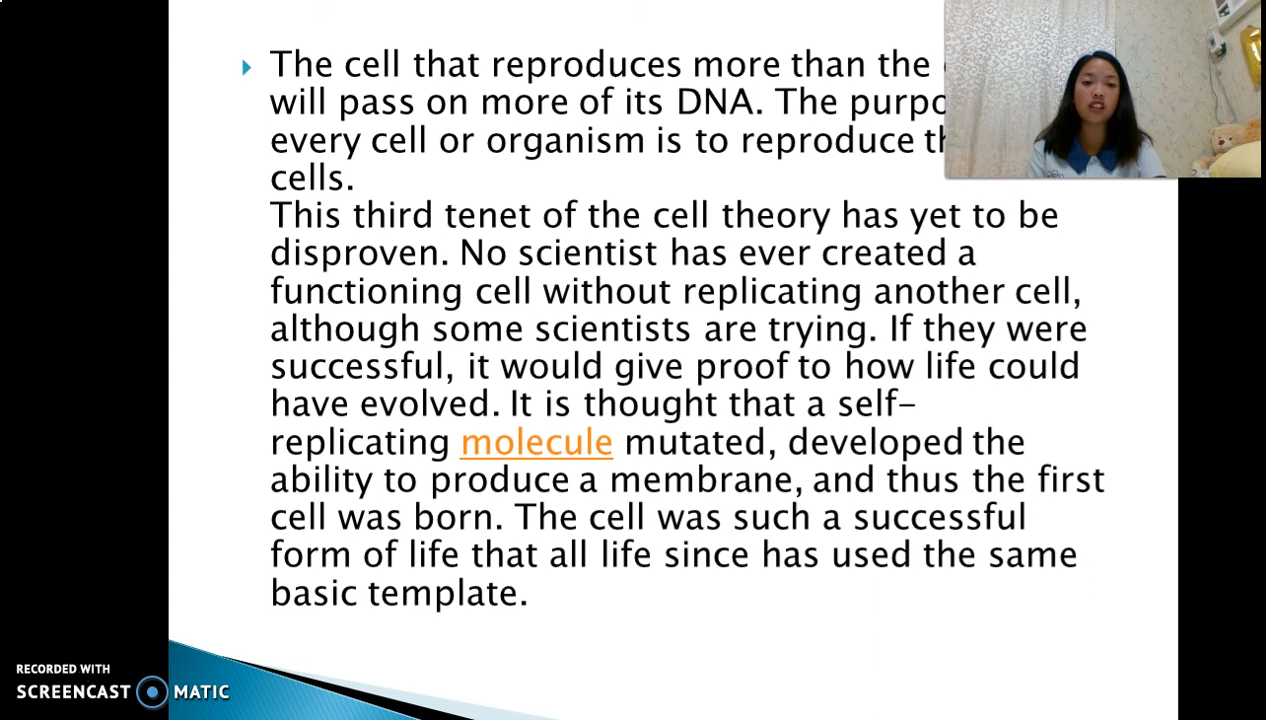 The cell that reproduces more than the
will pass on more of its DNA. The
every cell or organism is to reproduce
cells.
This third tenet of the cell theory has yet to be
disproven. No scientist has ever created a
functioning cell without replicating another cell,
although some scientists are trying. If they were
successful, it would give proof to how life could
have evolved. It is thought that a self-
replicating molecule mutated, developed the
ability to produce a membrane, and thus the first
cell was born. The cell was such a successful
form of life that all life since has used the same
basic template.
RECORDED WITH
SCREENCAST MATIC